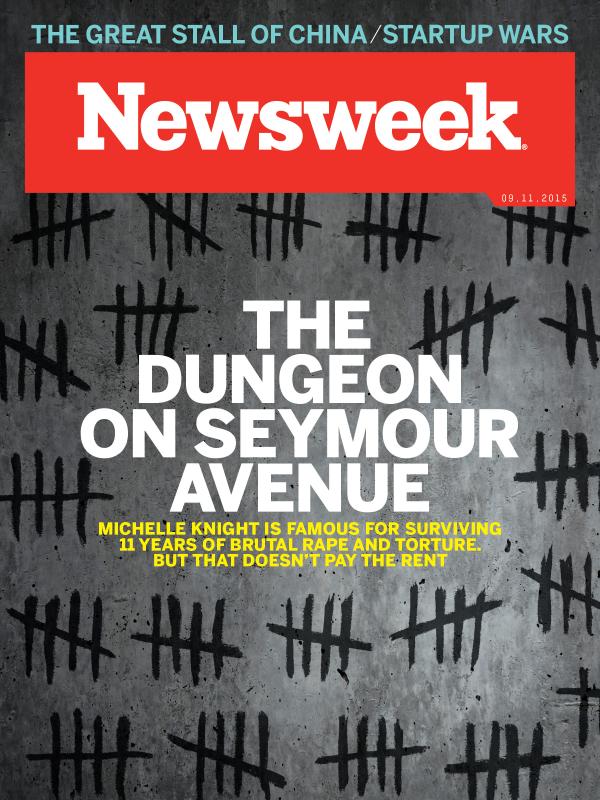 THE GREAT STALL OF CHINA/STARTUP WARS
Newsweek®
09.11.2015
THE
DUNGEON
ON SEYMOUR
AVENUE
MICHELLE KNIGHT IS FAMOUS FOR SURVIVING
11 YEARS OF BRUTAL RAPE AND TORTURE.
BUT THAT DOESN'T PAY THE RENT